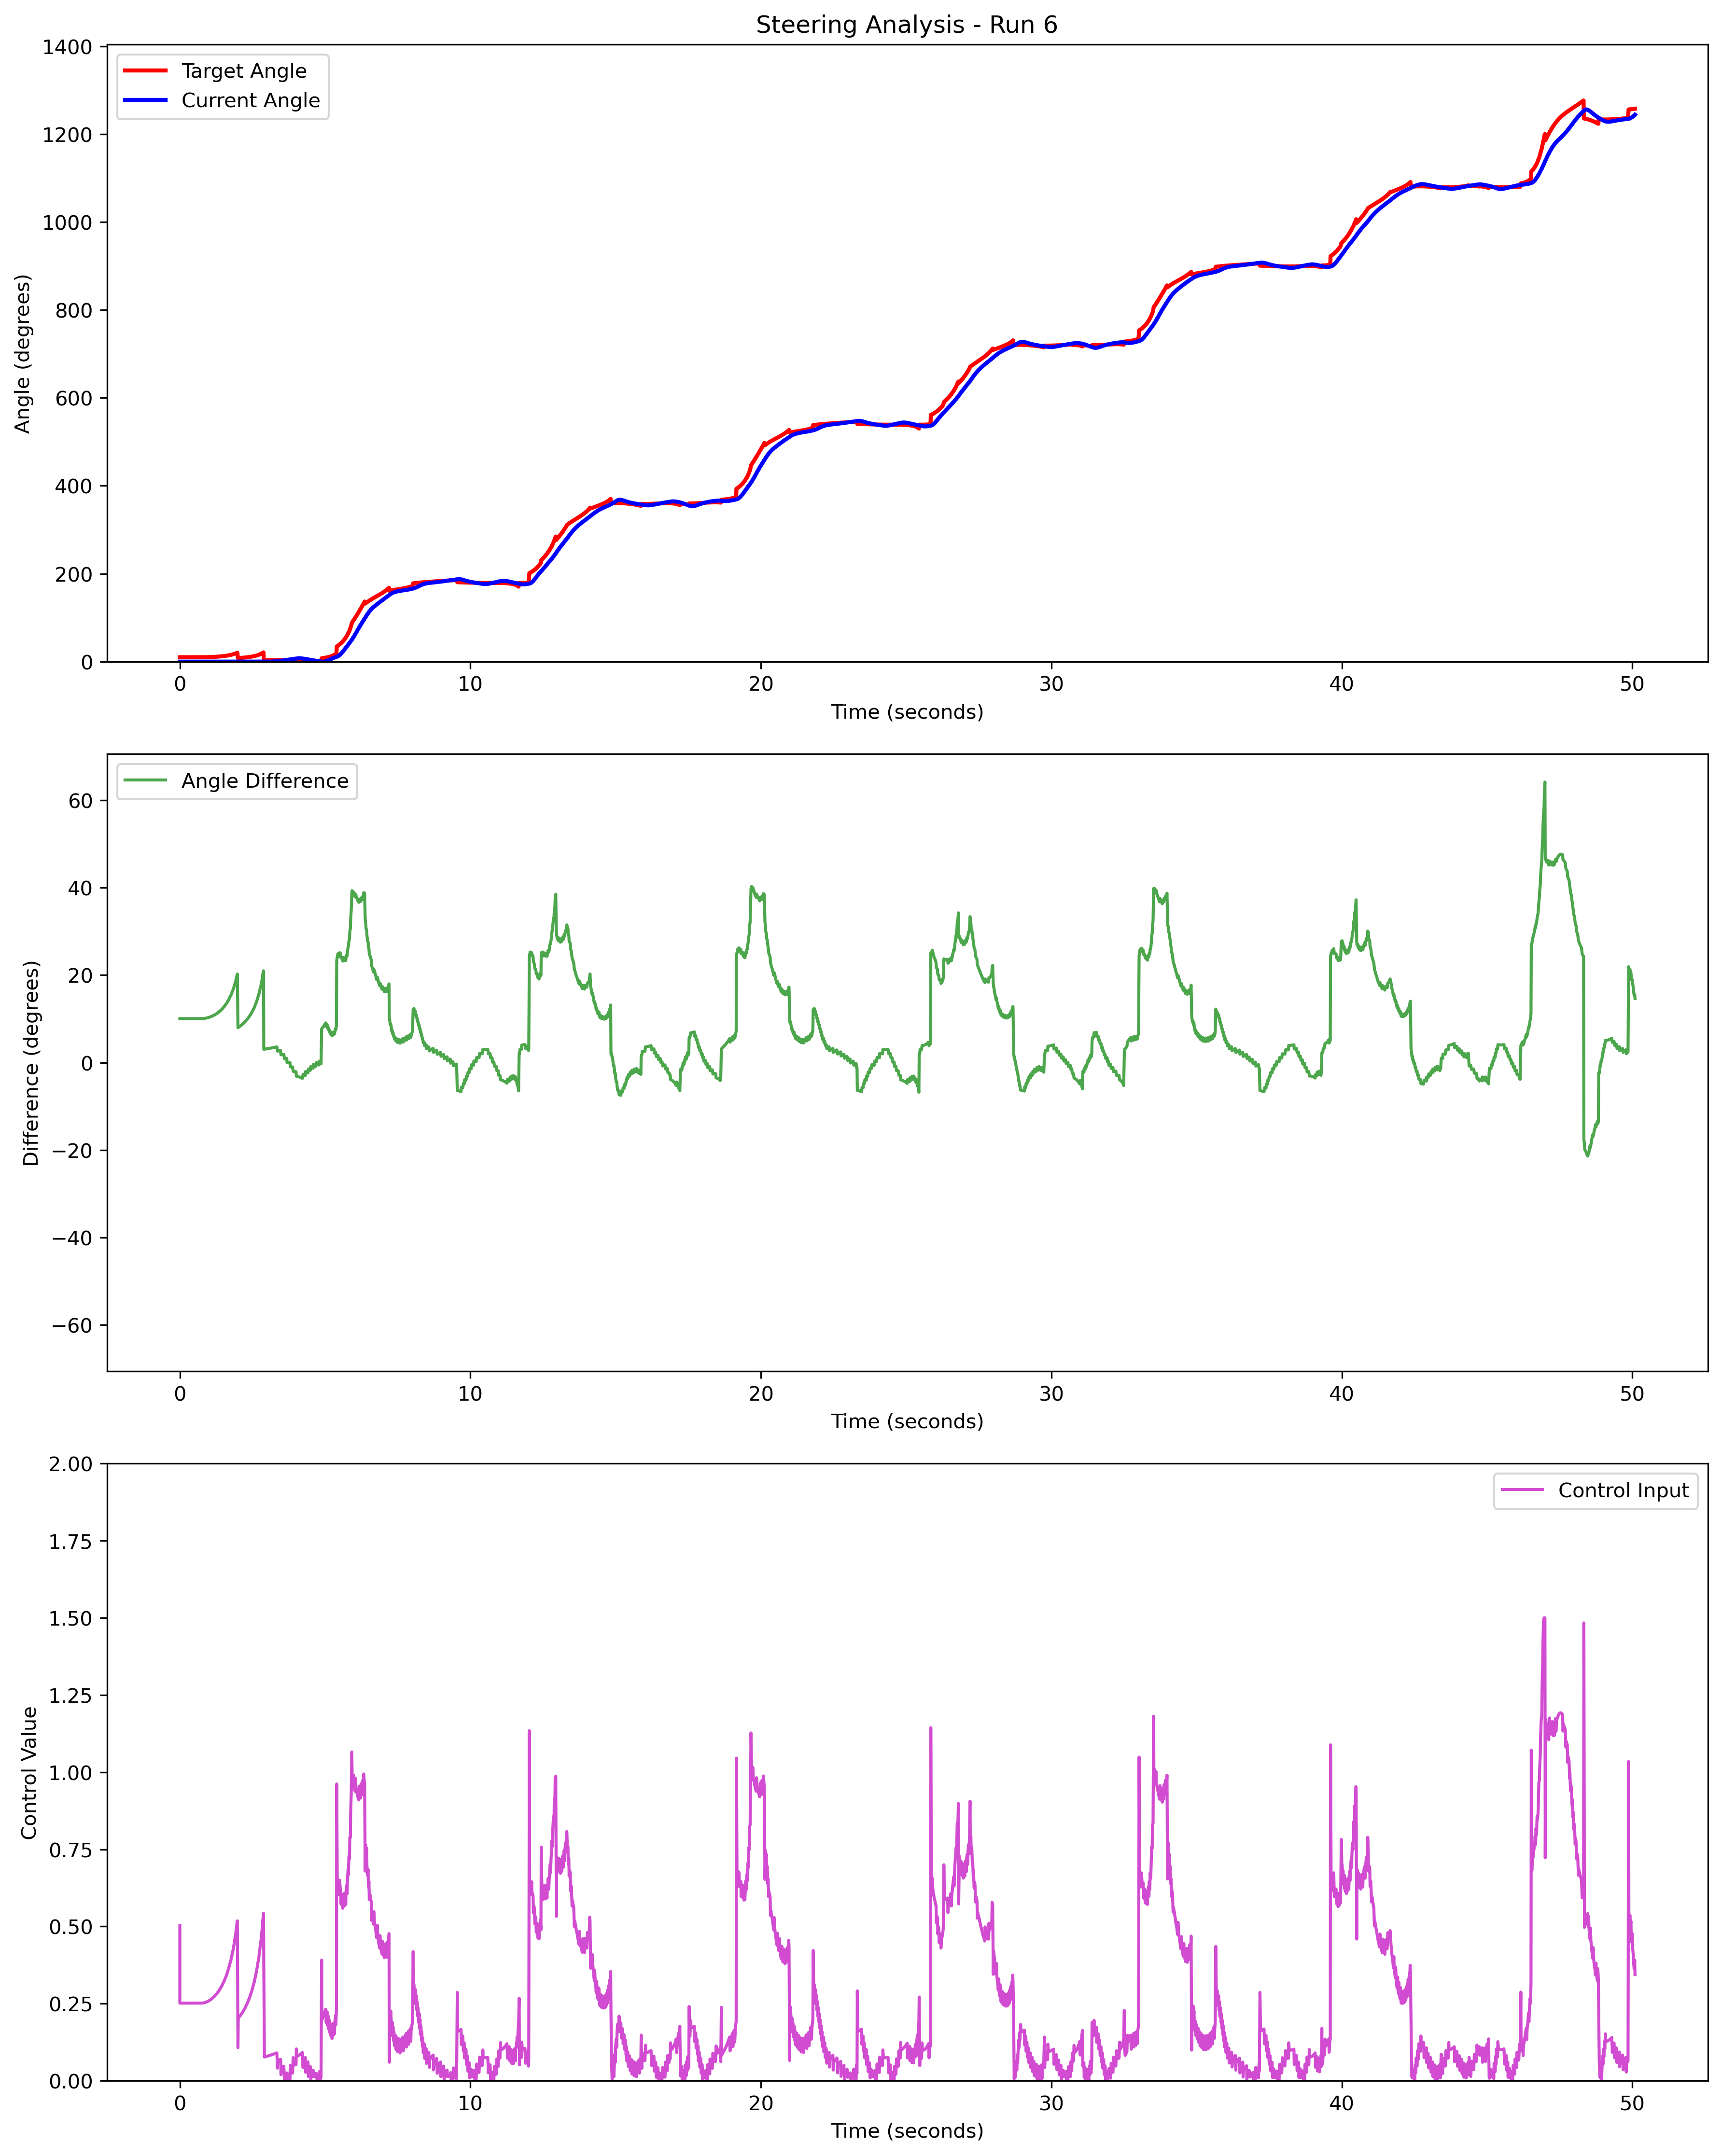 Steering Analysis - Run 6
1400
1200
1000
800
600
400
200
0
Angle (degrees)
Target Angle
Current Angle
0 10 20 30 40 50
Time (seconds)
60
40
20
0
−20
−40
−60
Difference (degrees)
Angle Difference
0 10 20 30 40 50
Time (seconds)
2.00
1.75
1.50
1.25
1.00
0.75
0.50
0.25
0.00
Control Value
Control Input
0 10 20 30 40 50
Time (seconds)